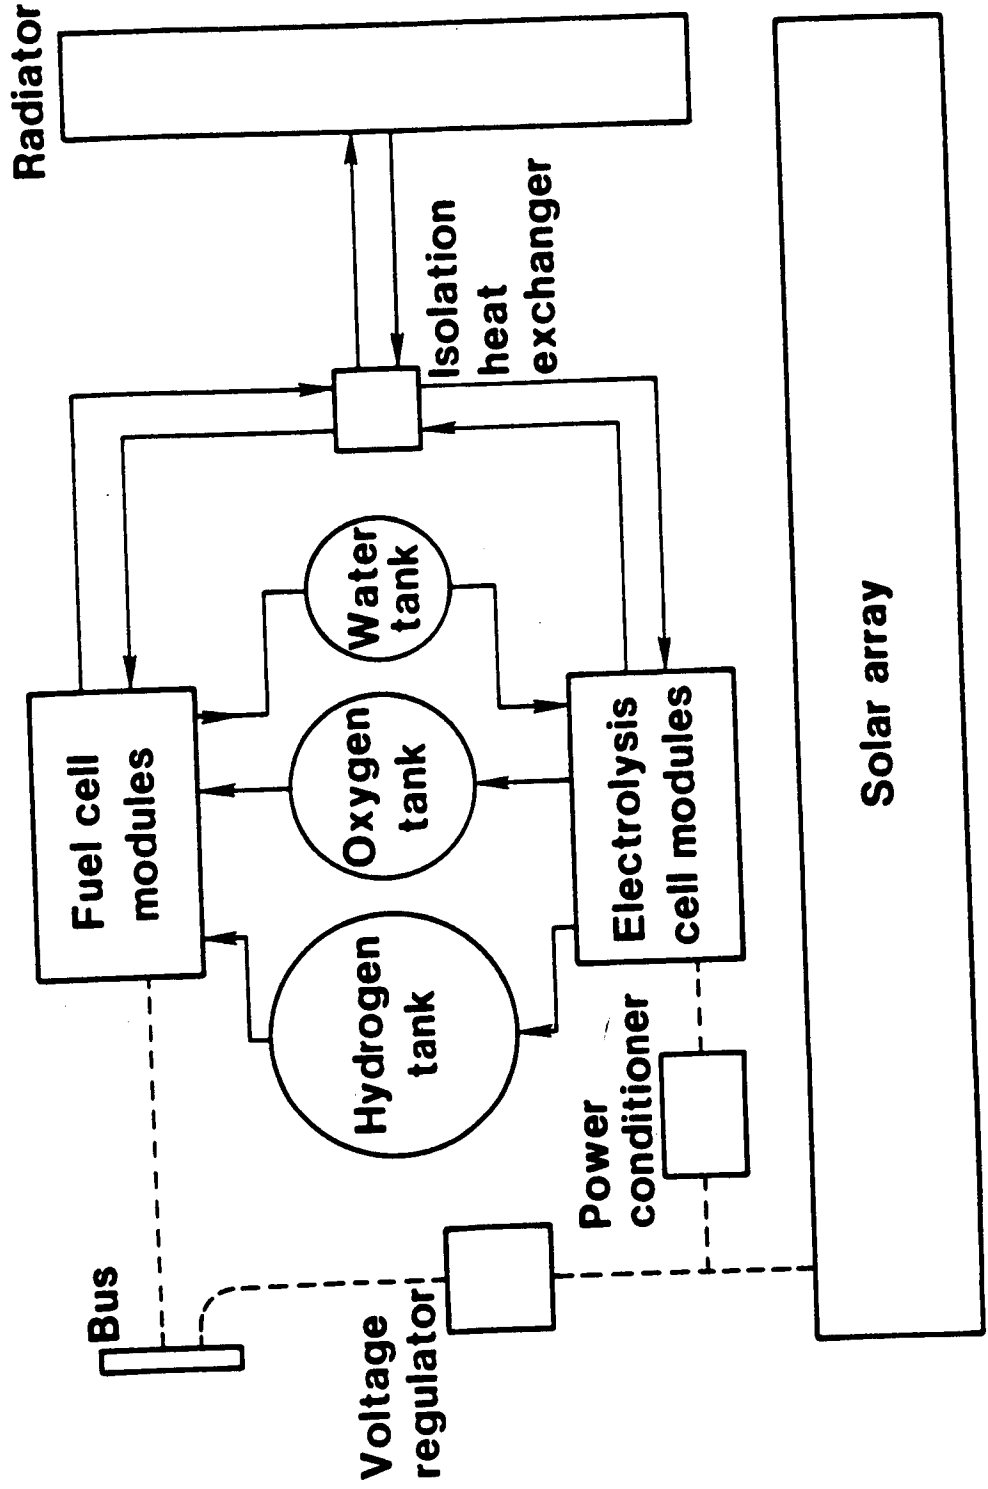 Radiator
Isolation
heat
exchanger
Fuel cell
modules
Water
tank
Oxygen
tank
Hydrogen
tank
Electrolysis
cell modules
Solar array
Power
conditioner
Bus
Voltage
regulator